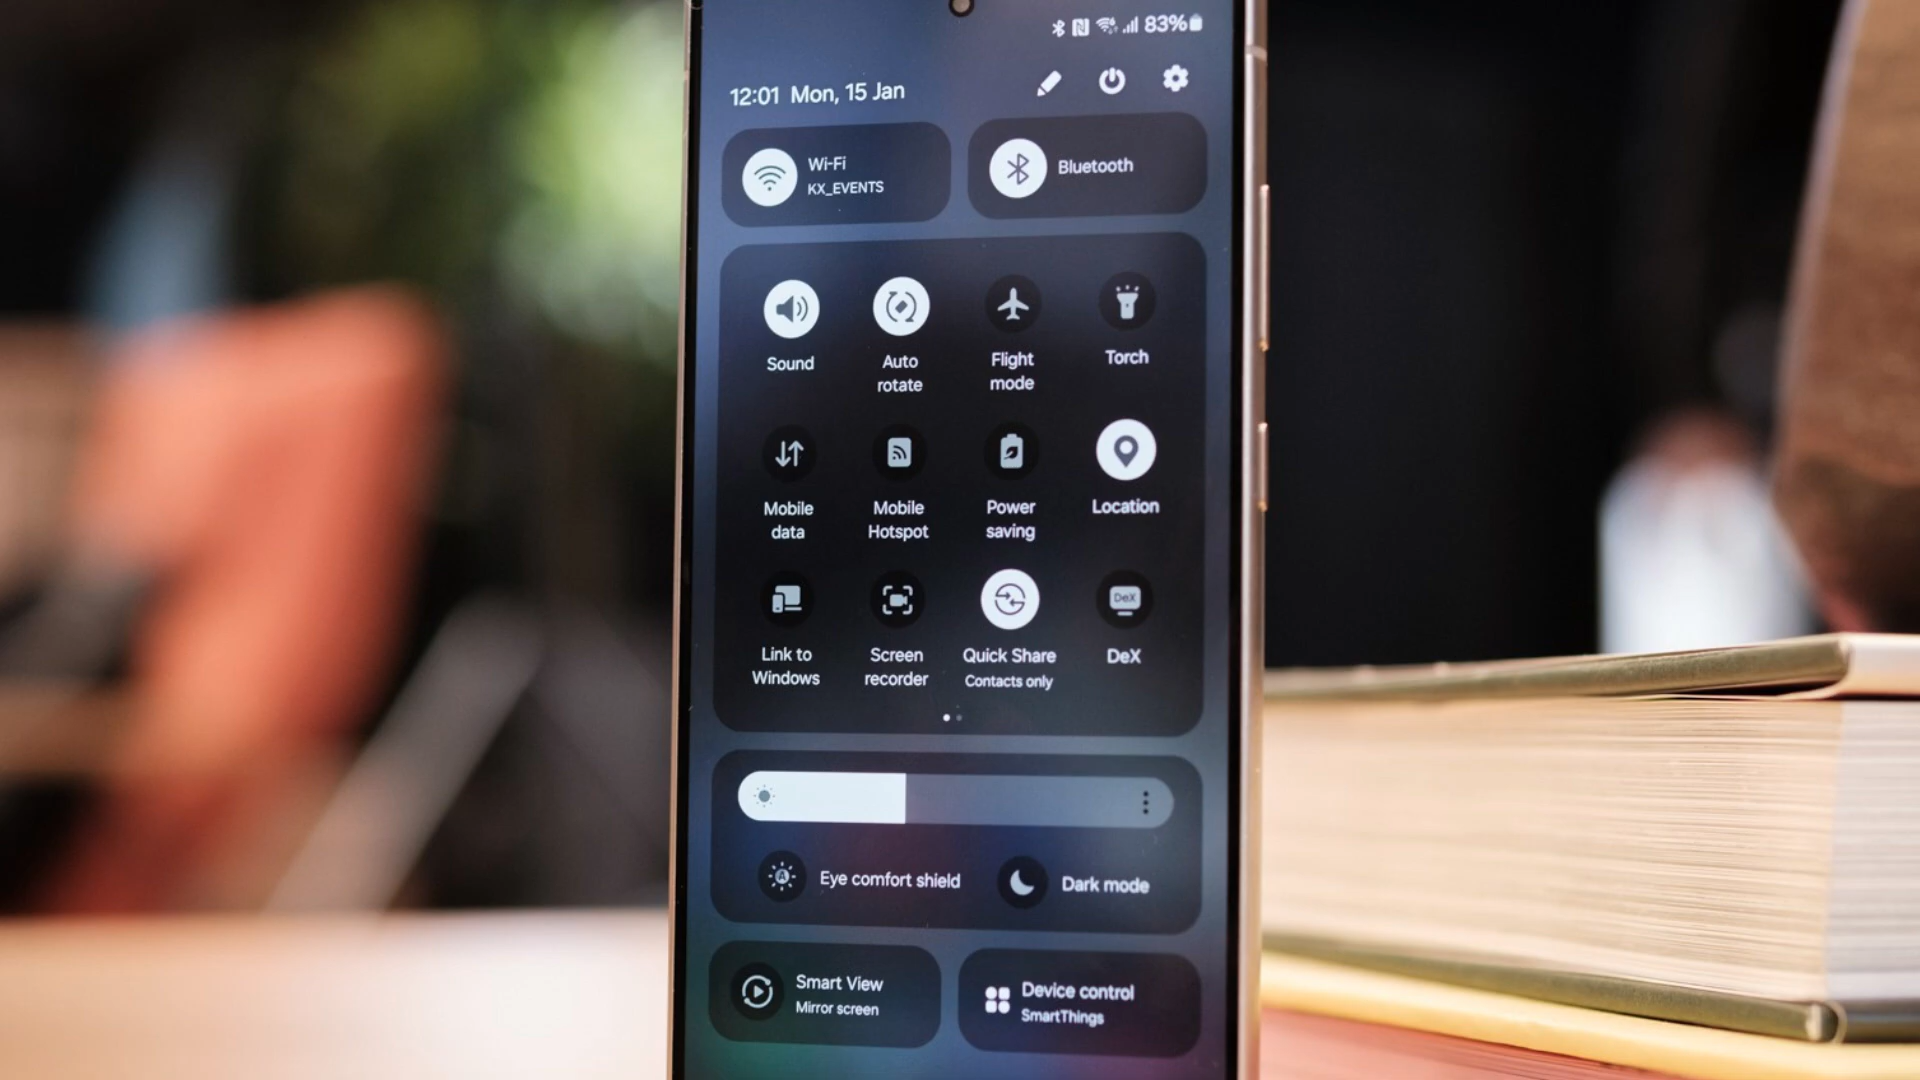 83%
12:01 Mon, 15 Jan
Wi-Fi
KX_EVENTS
Bluetooth
Sound
Auto
rotate
Flight
mode
Torch
Mobile
data
Mobile
Hotspot
Power
saving
Location
Link to
Windows
Screen
recorder
Quick Share
Contacts only
DeX
DeX
Eye comfort shield
Dark mode
Smart View
Mirror screen
Device control
SmartThings